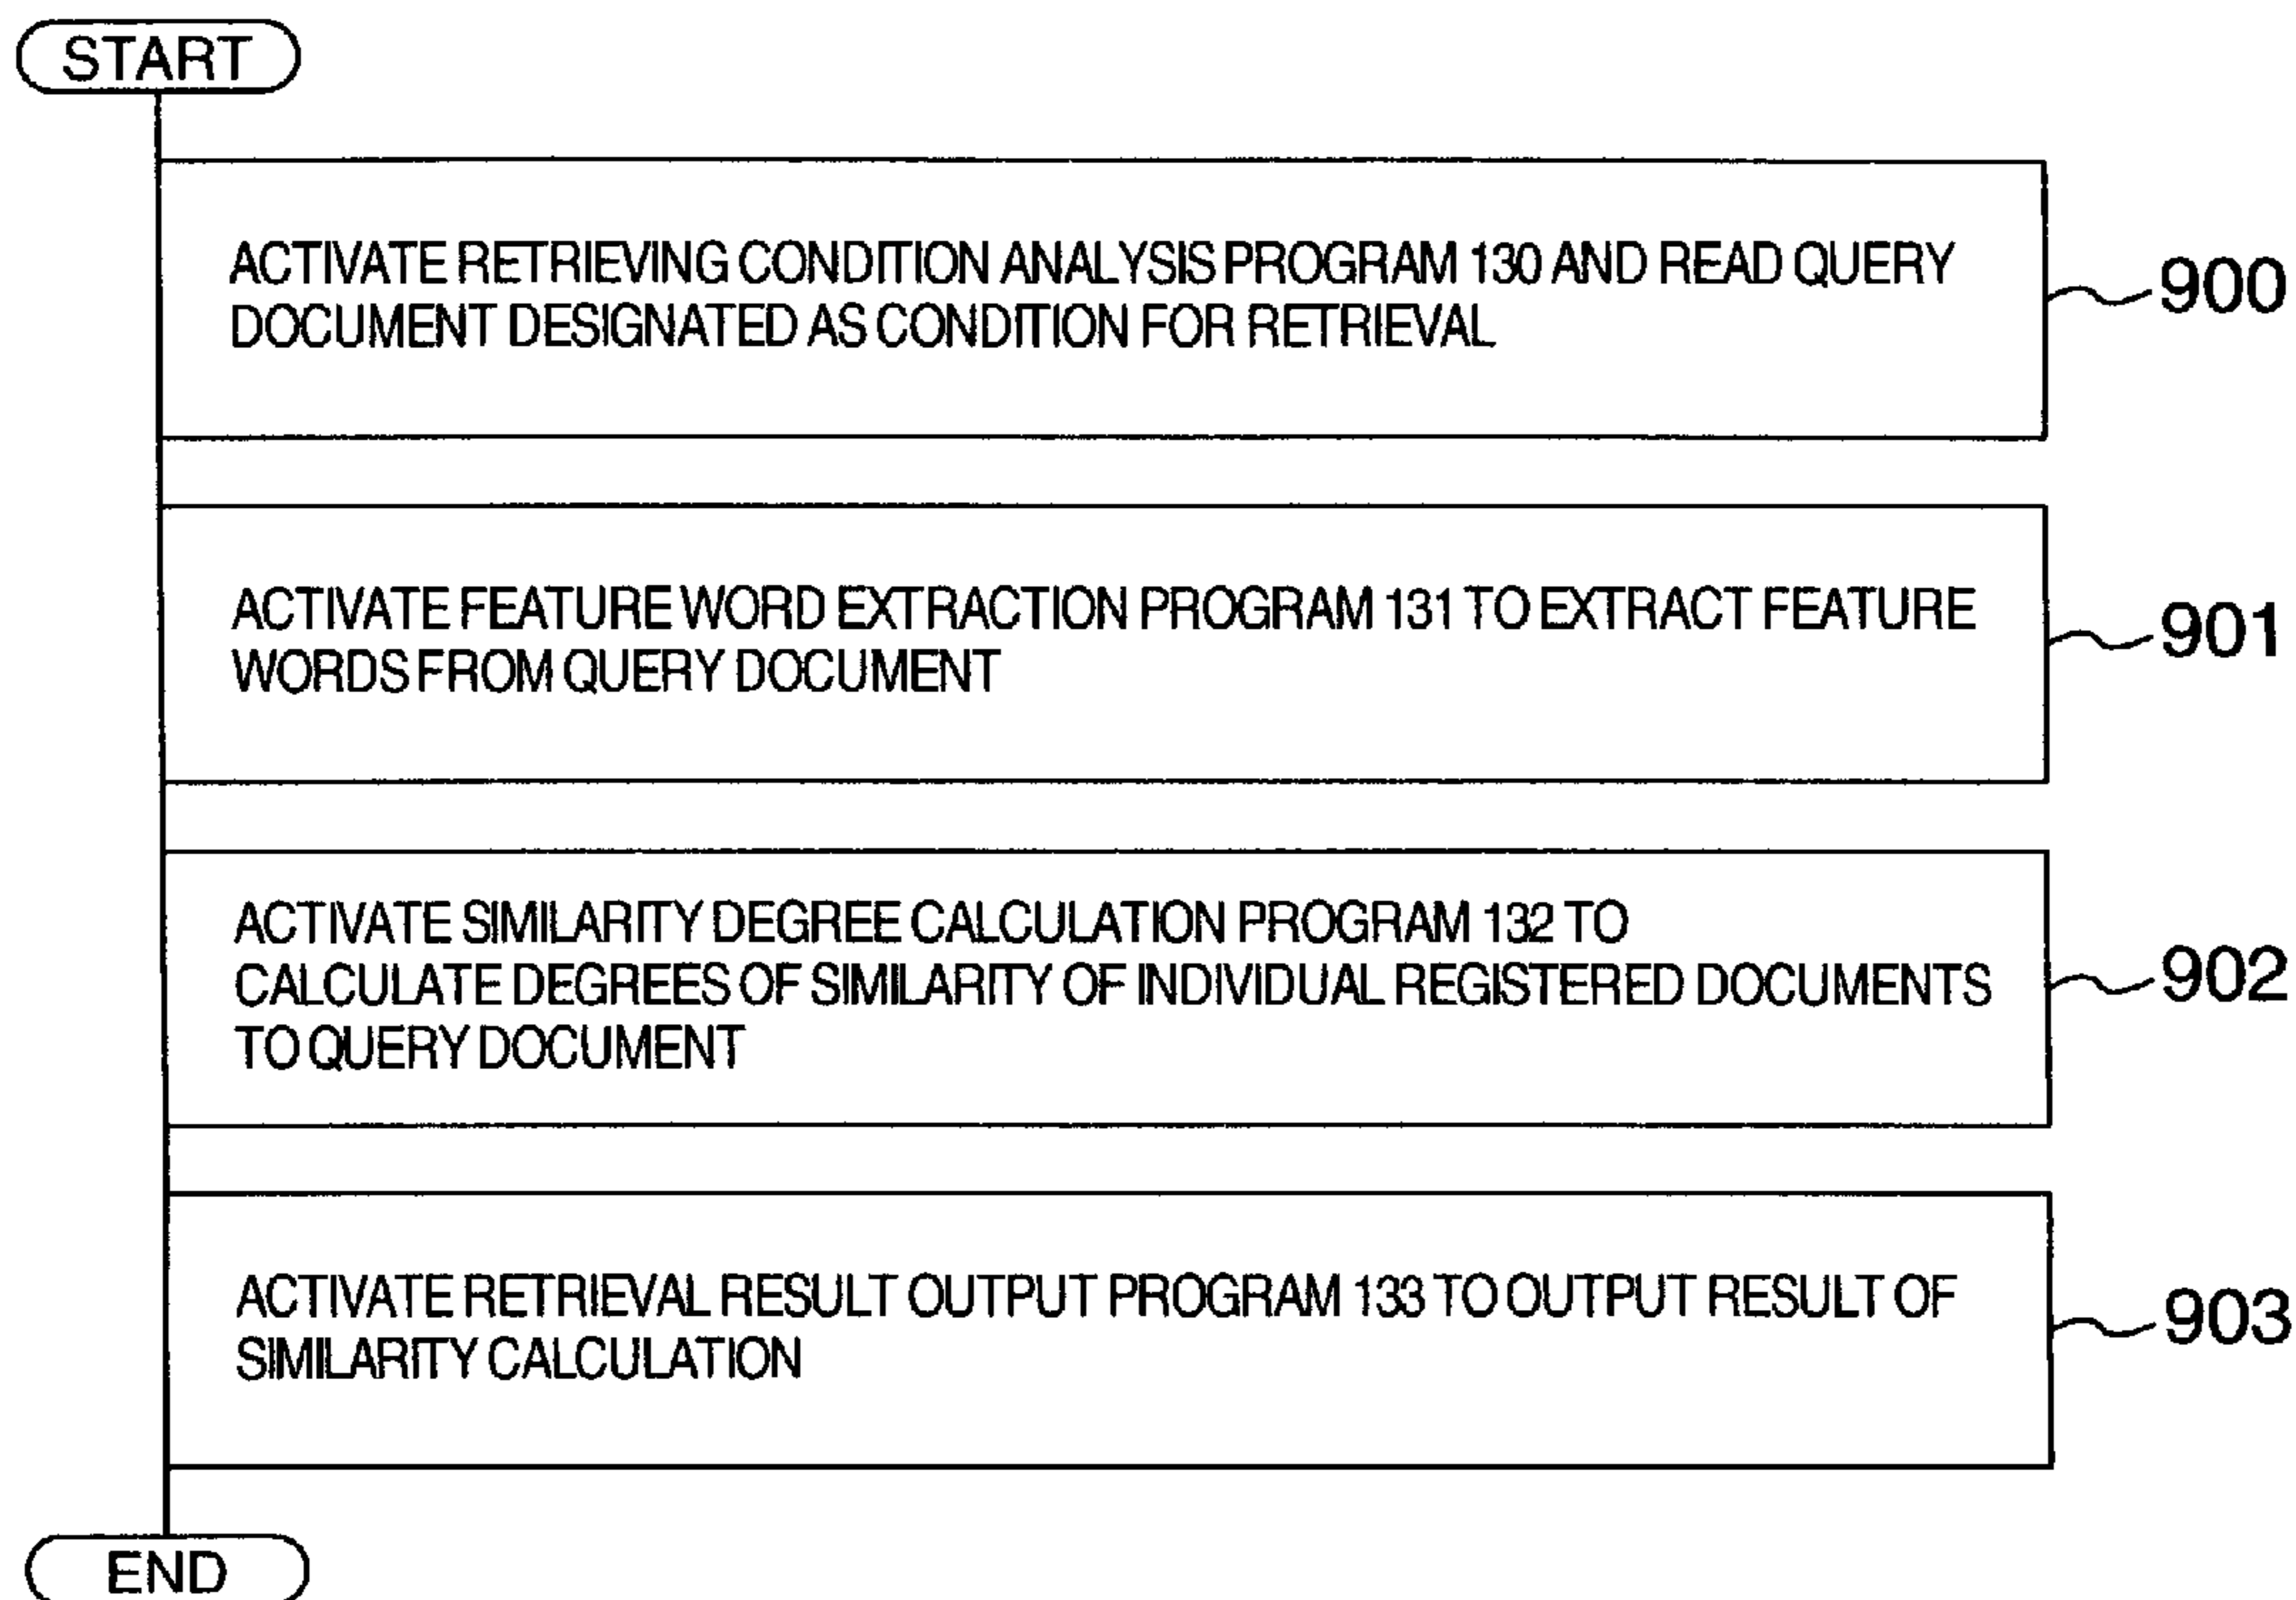 START
ACTIVATE RETRIEVING CONDITION ANALYSIS PROGRAM 130 AND READ QUERY
DOCUMENT DESIGNATED AS CONDITION FOR RETRIEVAL
900
ACTIVATE FEATURE WORD EXTRACTION PROGRAM 131 TO EXTRACT FEATURE
WORDS FROM QUERY DOCUMENT
901
ACTIVATE SIMILARITY DEGREE CALCULATION PROGRAM 132 TO
CALCULATE DEGREES OF SIMILARITY OF INDIVIDUAL REGISTERED DOCUMENTS
TO QUERY DOCUMENT
902
ACTIVATE RETRIEVAL RESULT OUTPUT PROGRAM 133 TO OUTPUT RESULT OF
SIMILARITY CALCULATION
903
END